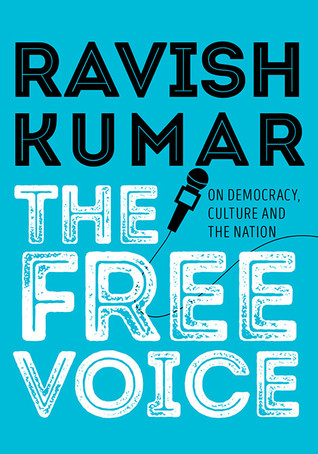 RAVISH
KUMAR
THE
ON DEMOCRACY,
CULTURE AND
THE NATION
FREE
VOICE